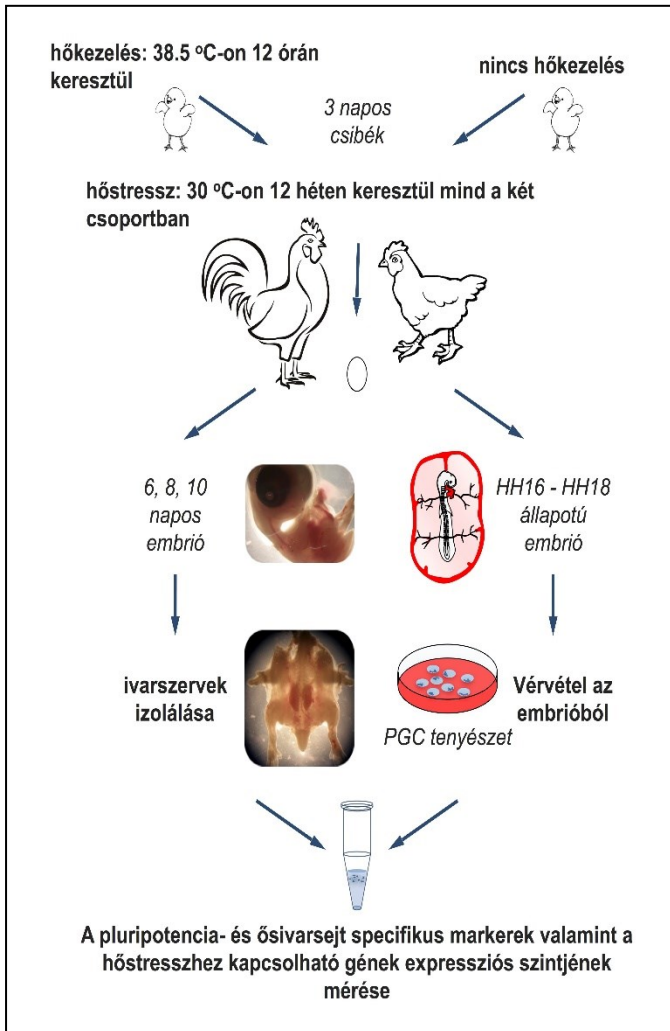 hőkezelés: 38.5 ºC-on 12 órán
keresztül
nincs hőkezelés
3 napos
csibék
hőstressz: 30 ºC-on 12 héten keresztül mind a két
csoportban
6, 8, 10
napos
embrió
HH16 - HH18
állapotú
embrió
ivarszervek
izolálása
Vérvétel az
embrióból
PGC tenyészet
A pluripotencia- és ősivarsejt specifikus markerek valamint a
hőstresszhez kapcsolható gének expressziós szintjének
mérése